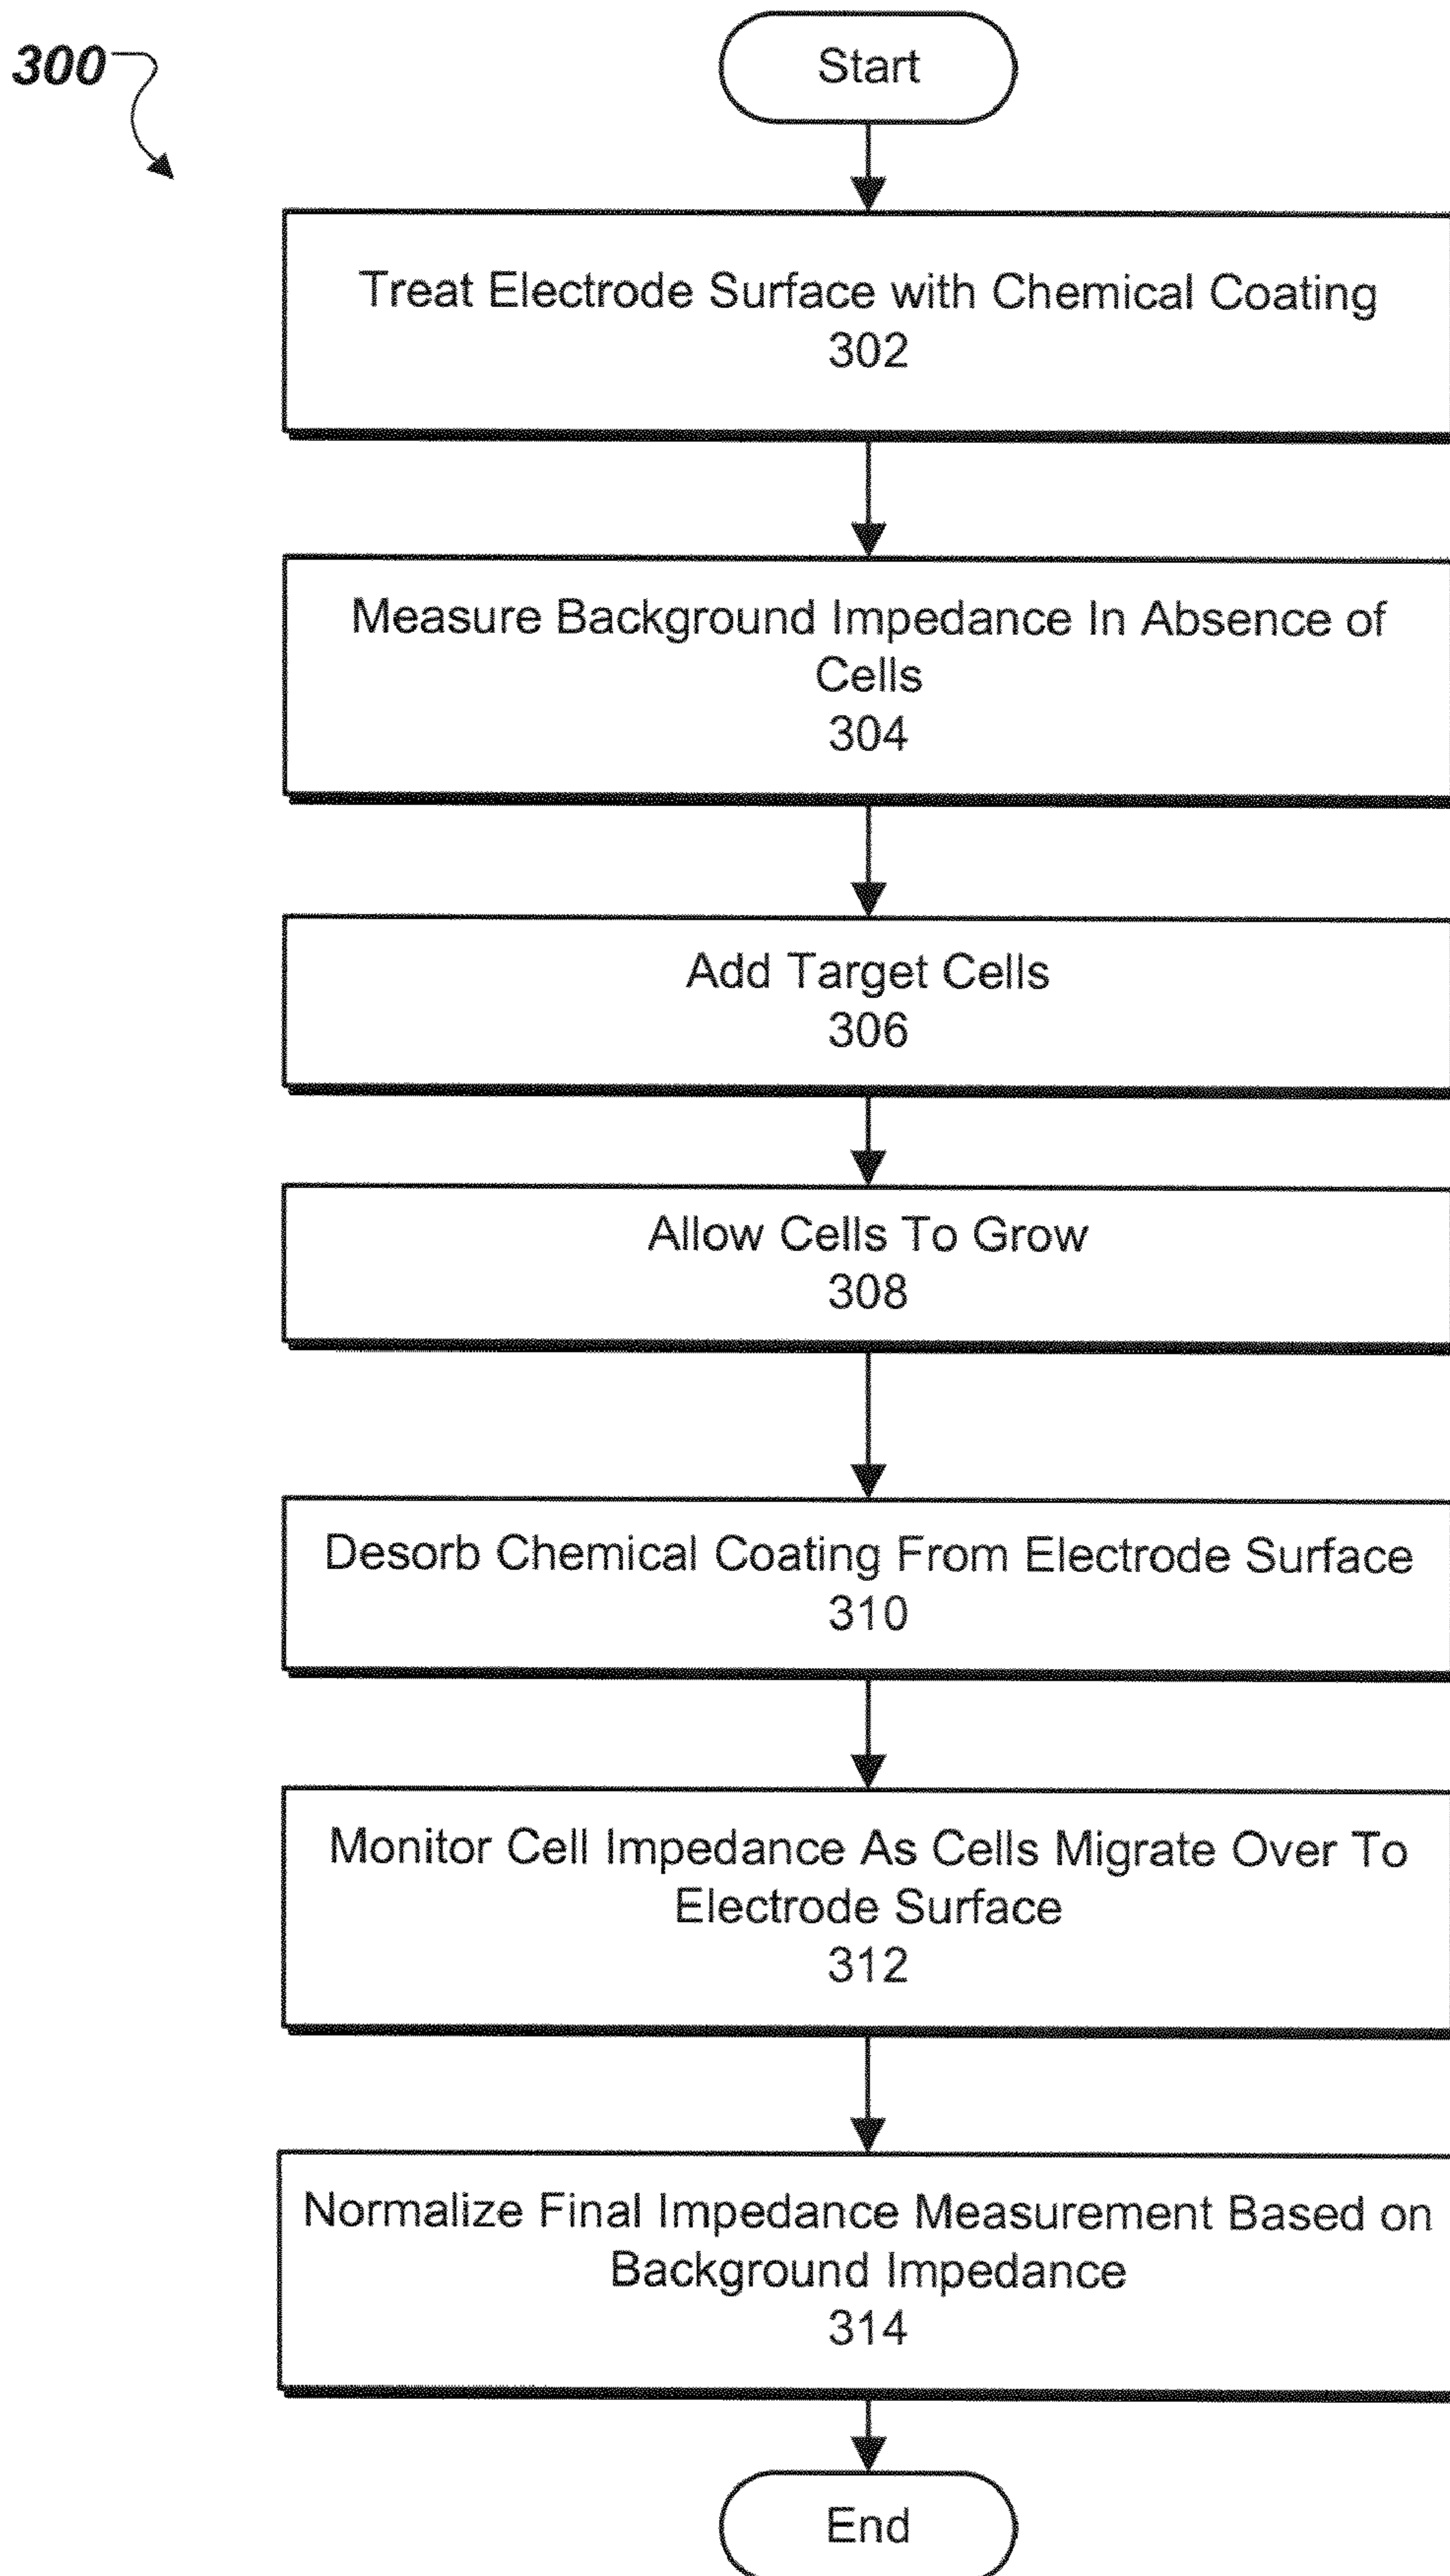 300
Start
Treat Electrode Surface with Chemical Coating
302
Measure Background Impedance In Absence of
Cells
304
Add Target Cells
306
Allow Cells To Grow
308
Desorb Chemical Coating From Electrode Surface
310
Monitor Cell Impedance As Cells Migrate Over To
Electrode Surface
312
Normalize Final Impedance Measurement Based on
Background Impedance
314
End